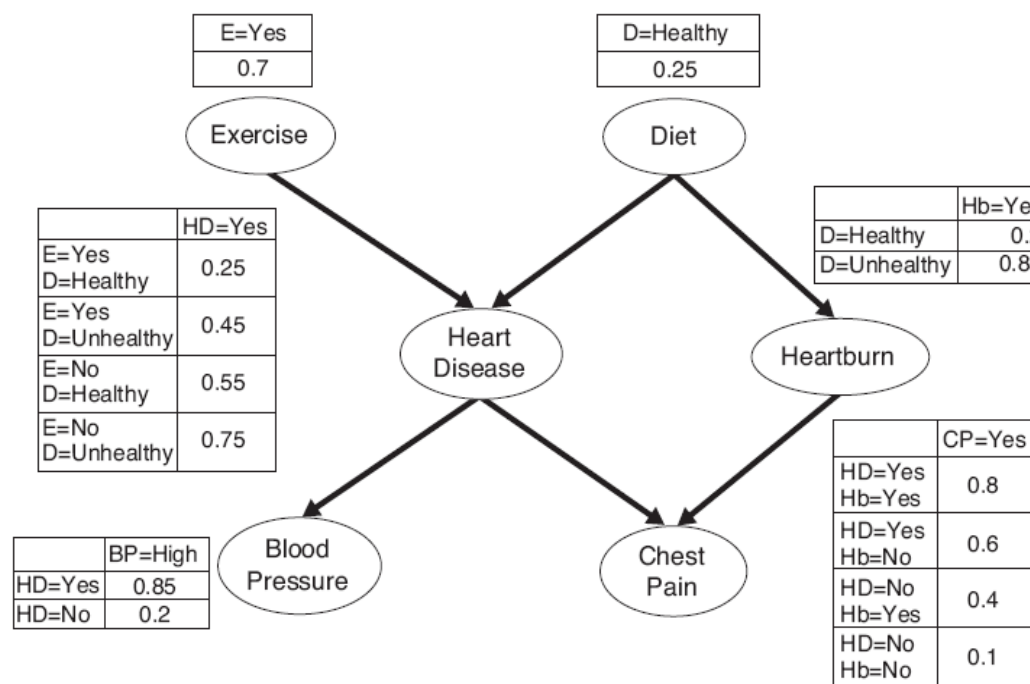 E=Yes
0.7
D=Healthy
0.25
Exercise
Diet
HD=Yes
E=Yes
D=Healthy
0.25
E=Yes
D=Unhealthy
0.45
E=No
D=Healthy
0.55
E=No
D=Unhealthy
0.75
D=Healthy
D=Unhealthy
Heart
Disease
Heartburn
CP=Yes
HD=Yes
Hb=Yes
0.8
HD=Yes
Hb=No
0.6
HD=No
Hb=Yes
0.4
HD=No
Hb=No
0.1
BP=High
HD=Yes 0.85
HD=No 0.2
Blood
Pressure
Chest
Pain